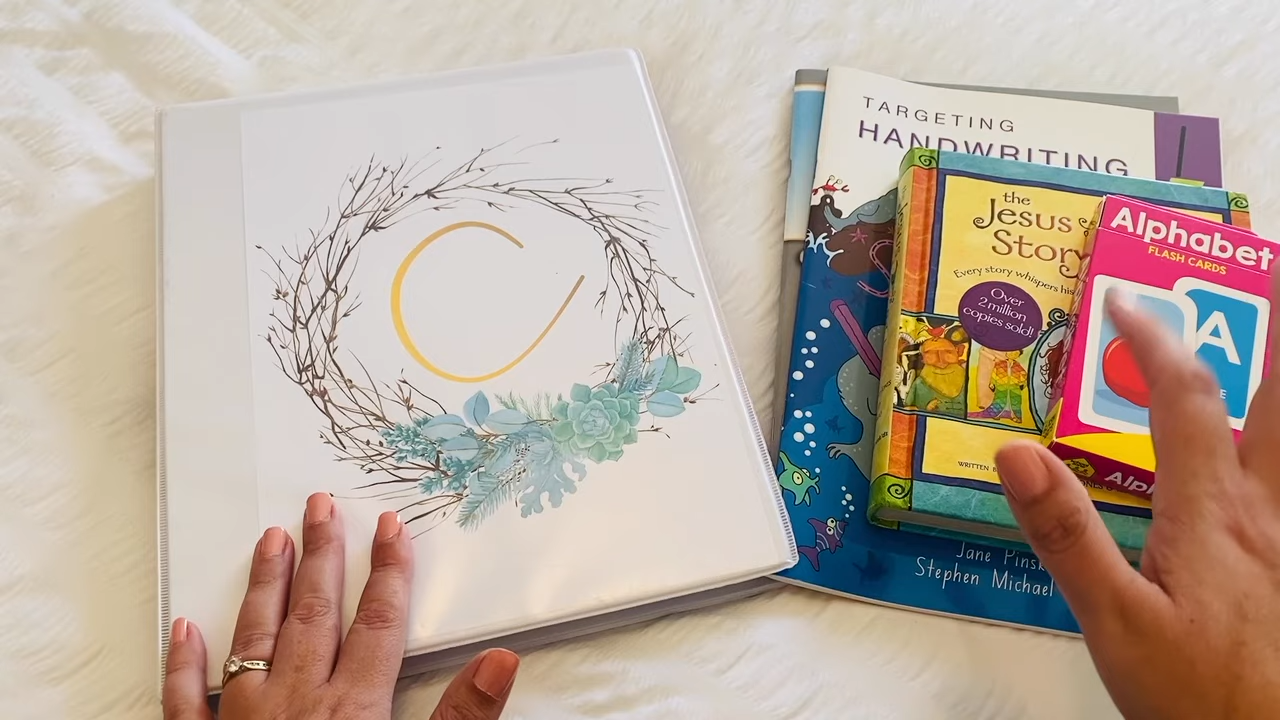 C
TARGETING
HANDWRITING
the
Jesus
Story
Every story whispers his
Over
2 million
copies sold!
WRITTEN
Alphabet
FLASH CARDS
A
Jane
Stephen Michael